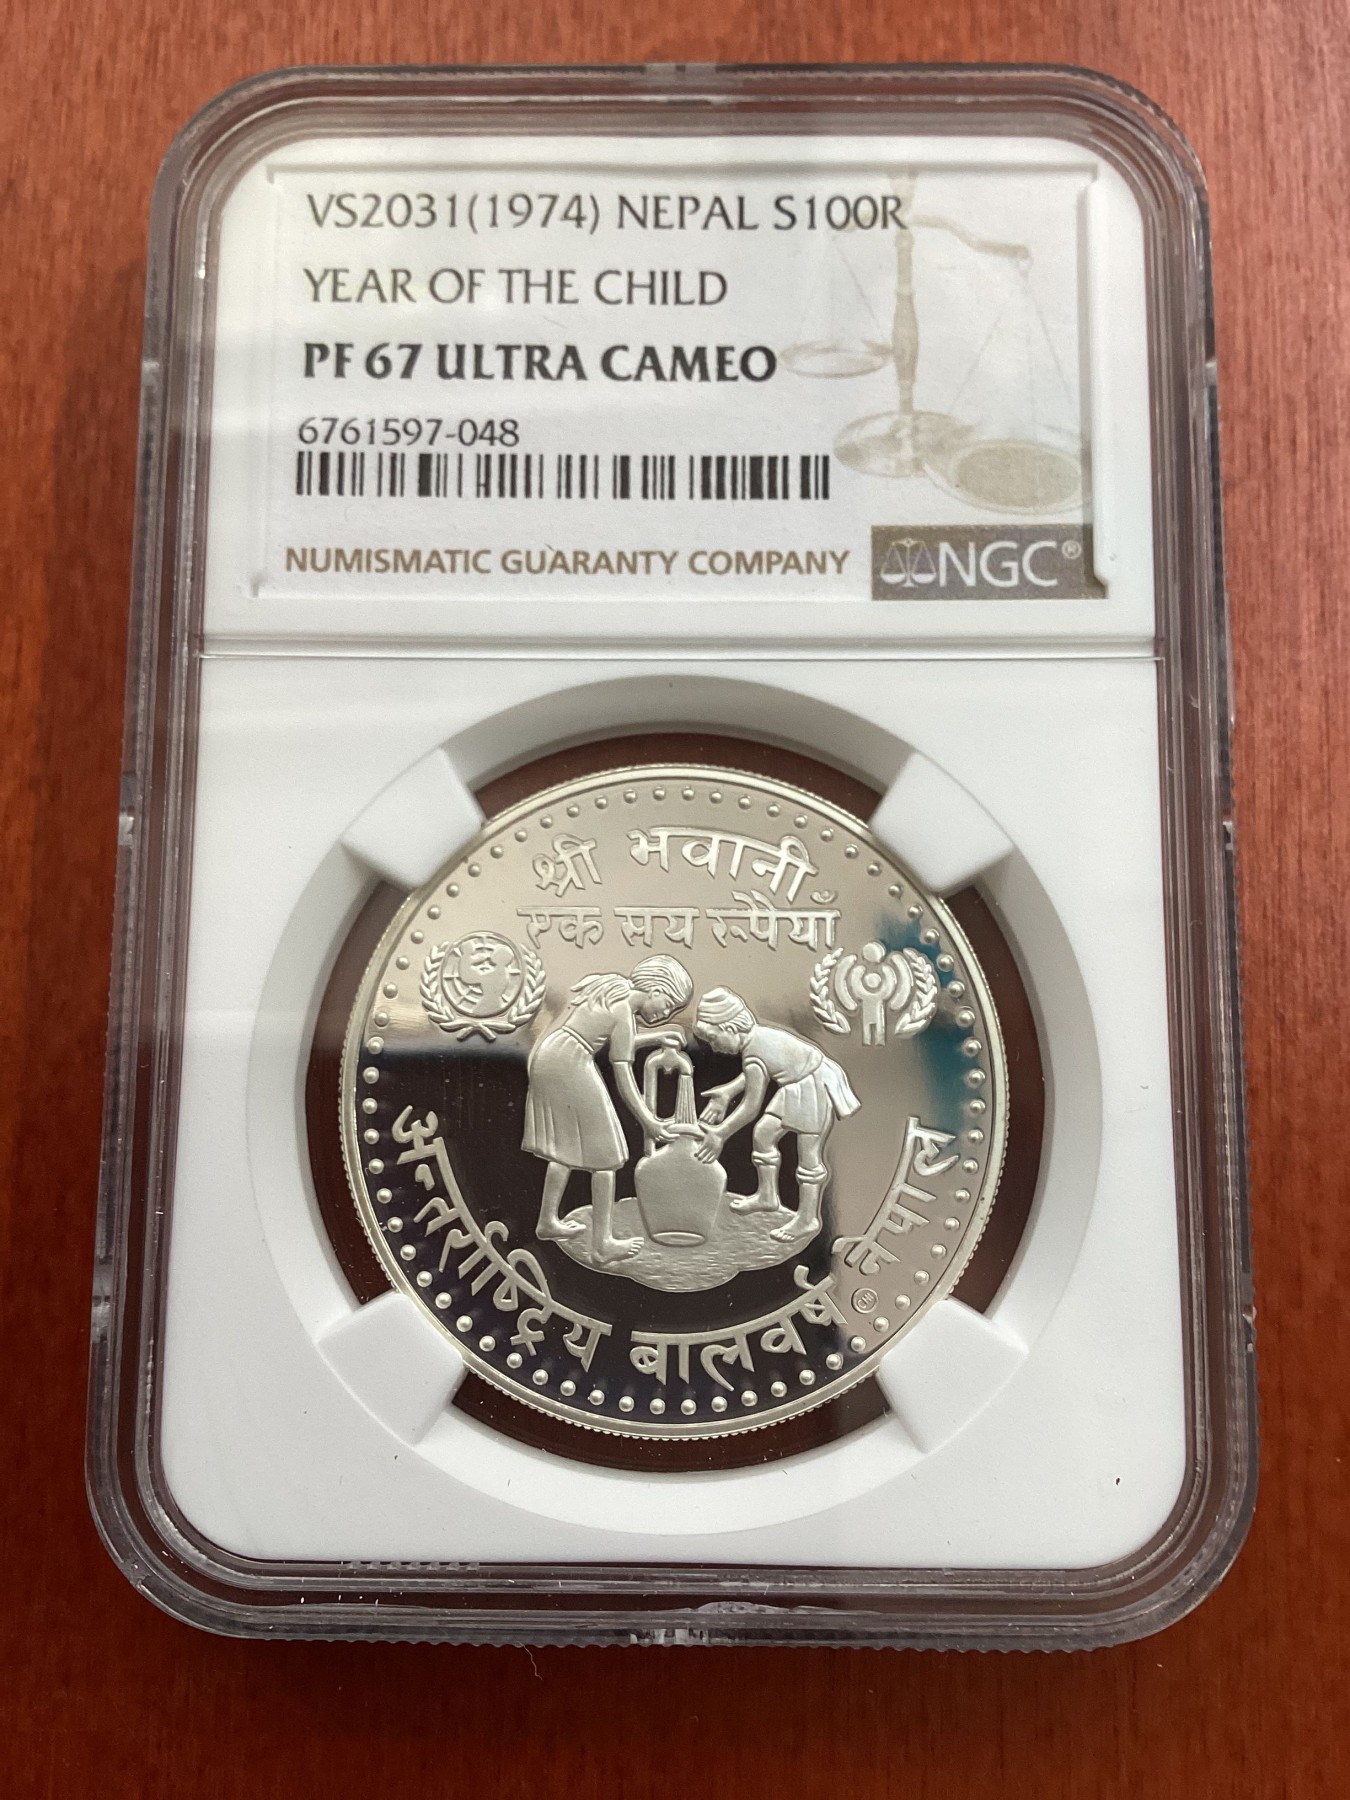 VS2031(1974) NEPAL S100R
YEAR OF THE CHILD
PF 67 ULTRA CAMEO
6761597-048
NUMISMATIC GUARANTY COMPANY
NGC®
श्री भवानी
एक सय रूपैयाँ
अन्तर्राष्ट्रिय बालवर्ष नेपाल
CHI